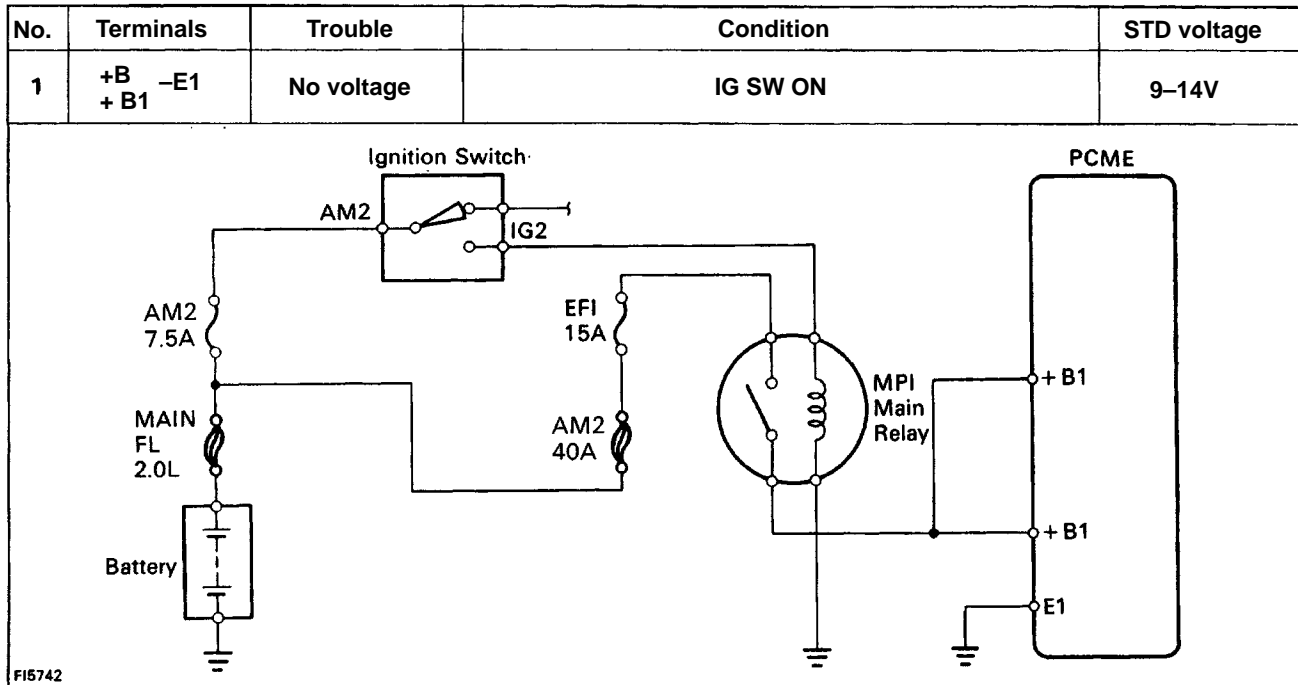 No. Terminals Trouble Condition STD voltage
1 +B –E1 No voltage IG SW ON 9–14V
+ B1
Ignition Switch
PCME
AM2
IG2
AM2
7.5A
EFI
15A
+ B1
MPI
Main
Relay
MAIN
FL
2.0L
AM2
40A
+ B1
Battery
E1
FI5742